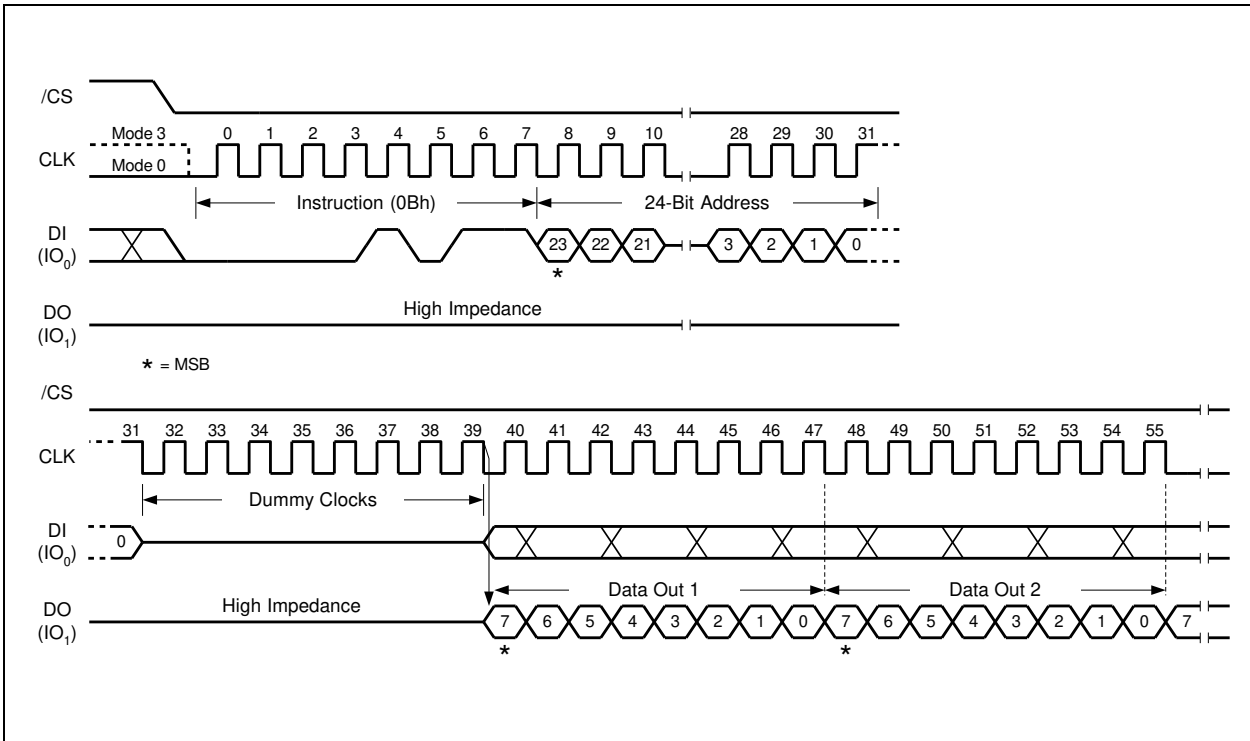 /CS
Mode 3 0 1 2 3 4 5 6 7 8 9 10 28 29 30 31
CLK
Mode 0
Instruction (0Bh) 24-Bit Address
DI
(IO0) 23 22 21 3 2 1 0
*
High Impedance
DO
(IO1)
* = MSB
/CS
31 32 33 34 35 36 37 38 39 40 41 42 43 44 45 46 47 48 49 50 51 52 53 54 55
CLK
Dummy Clocks
DI
(IO0) 0
Data Out 1 Data Out 2
High Impedance
DO
(IO1) 7 6 5 4 3 2 1 0 7 6 5 4 3 2 1 0 7
* *